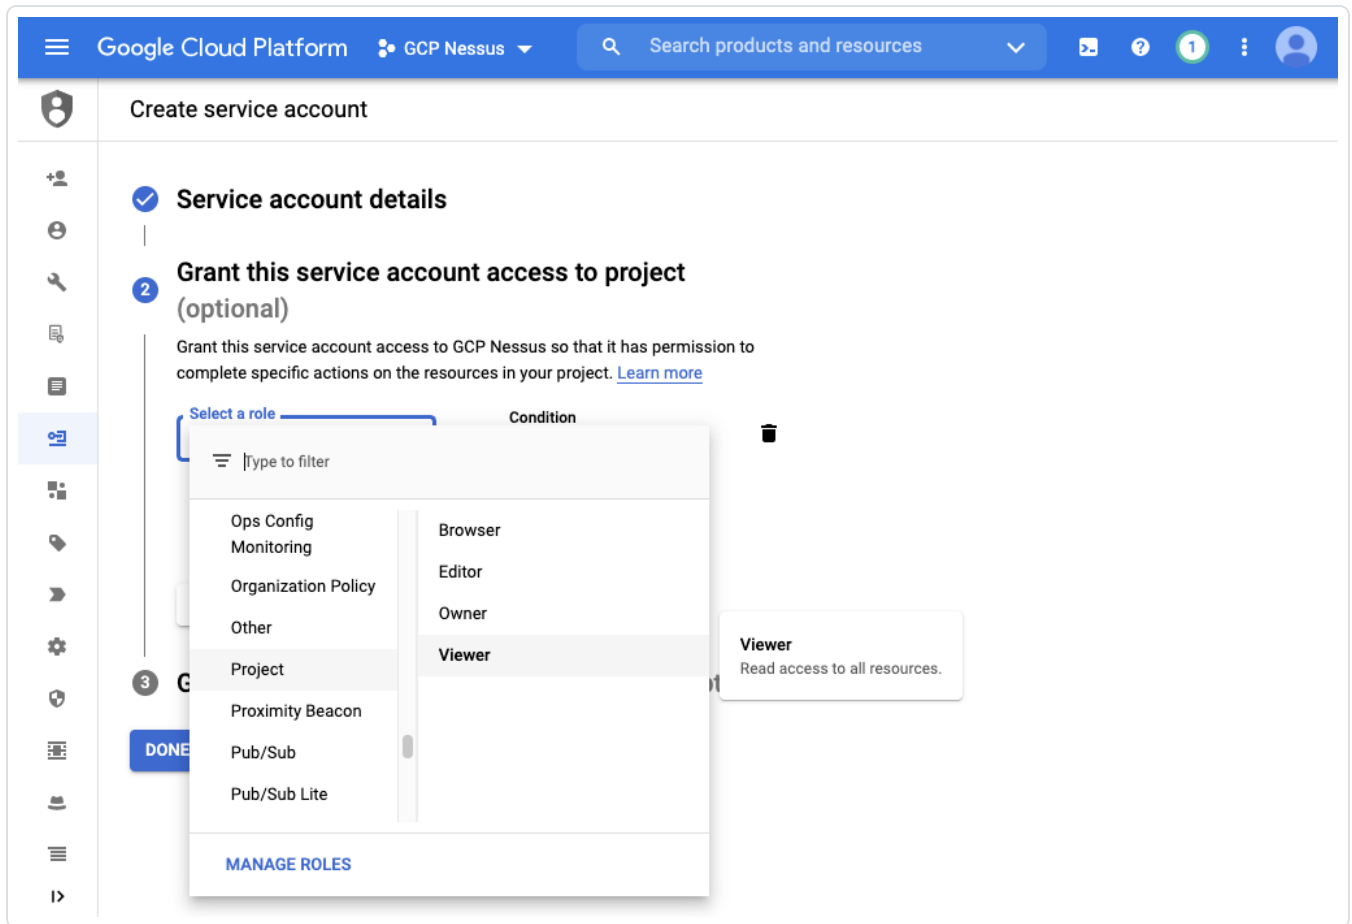 Google Cloud Platform
GCP Nessus
Search products and resources
1
Create service account
Service account details
2
Grant this service account access to project
(optional)
Grant this service account access to GCP Nessus so that it has permission to
complete specific actions on the resources in your project. Learn more
Select a role
Condition
Type to filter
Ops Config
Monitoring
Organization Policy
Other
Project
Proximity Beacon
Pub/Sub
Pub/Sub Lite
Browser
Editor
Owner
Viewer
Viewer
Read access to all resources.
3
G
DONE
MANAGE ROLES